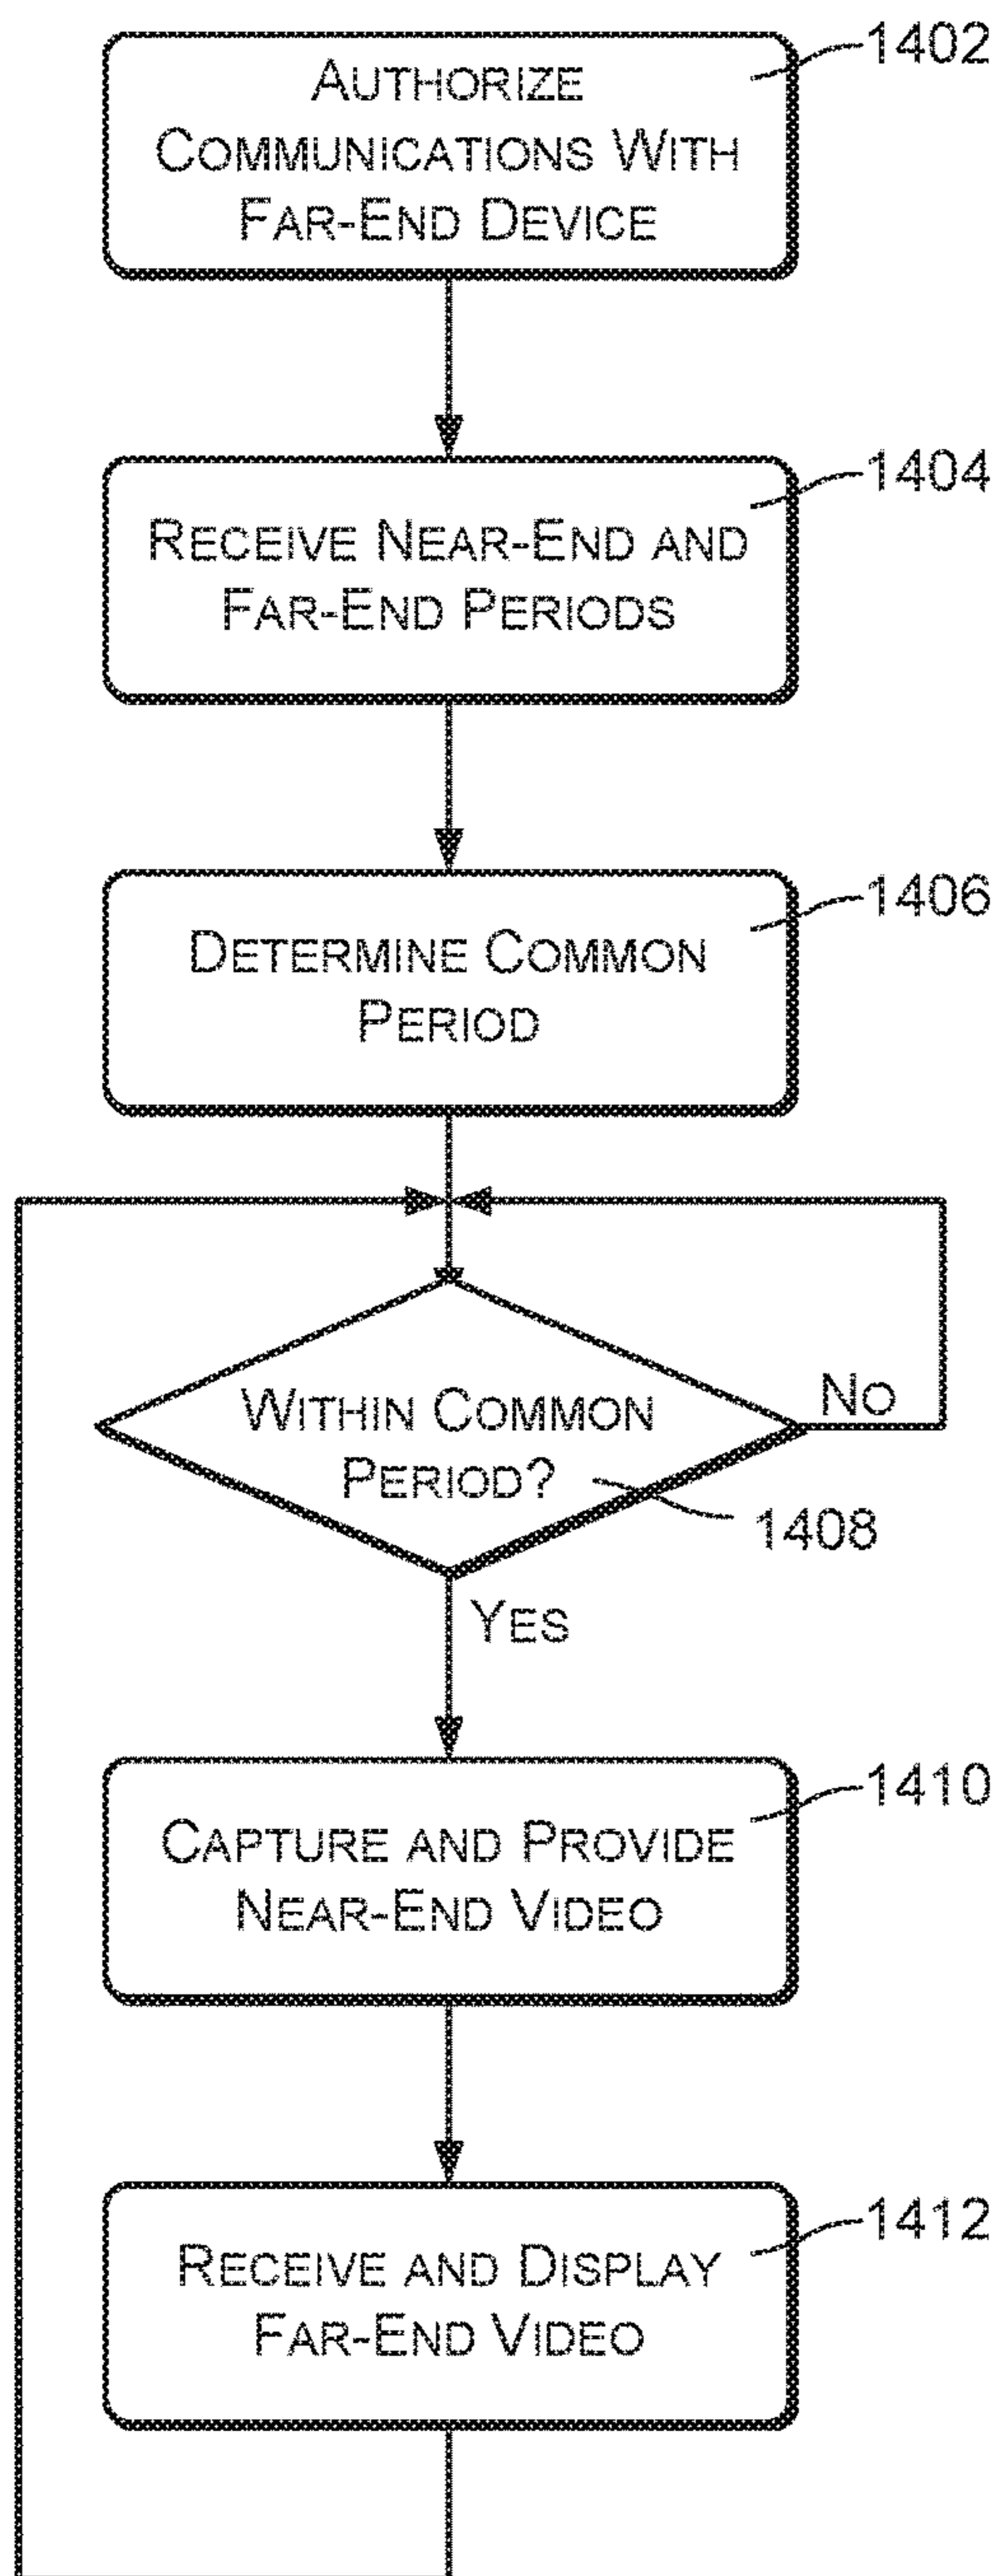 1402
AUTHORIZE
COMMUNICATIONS WITH
FAR-END DEVICE
1404
RECEIVE NEAR-END AND
FAR-END PERIODS
1406
DETERMINE COMMON
PERIOD
NO
WITHIN COMMON
PERIOD?
1408
YES
1410
CAPTURE AND PROVIDE
NEAR-END VIDEO
1412
RECEIVE AND DISPLAY
FAR-END VIDEO